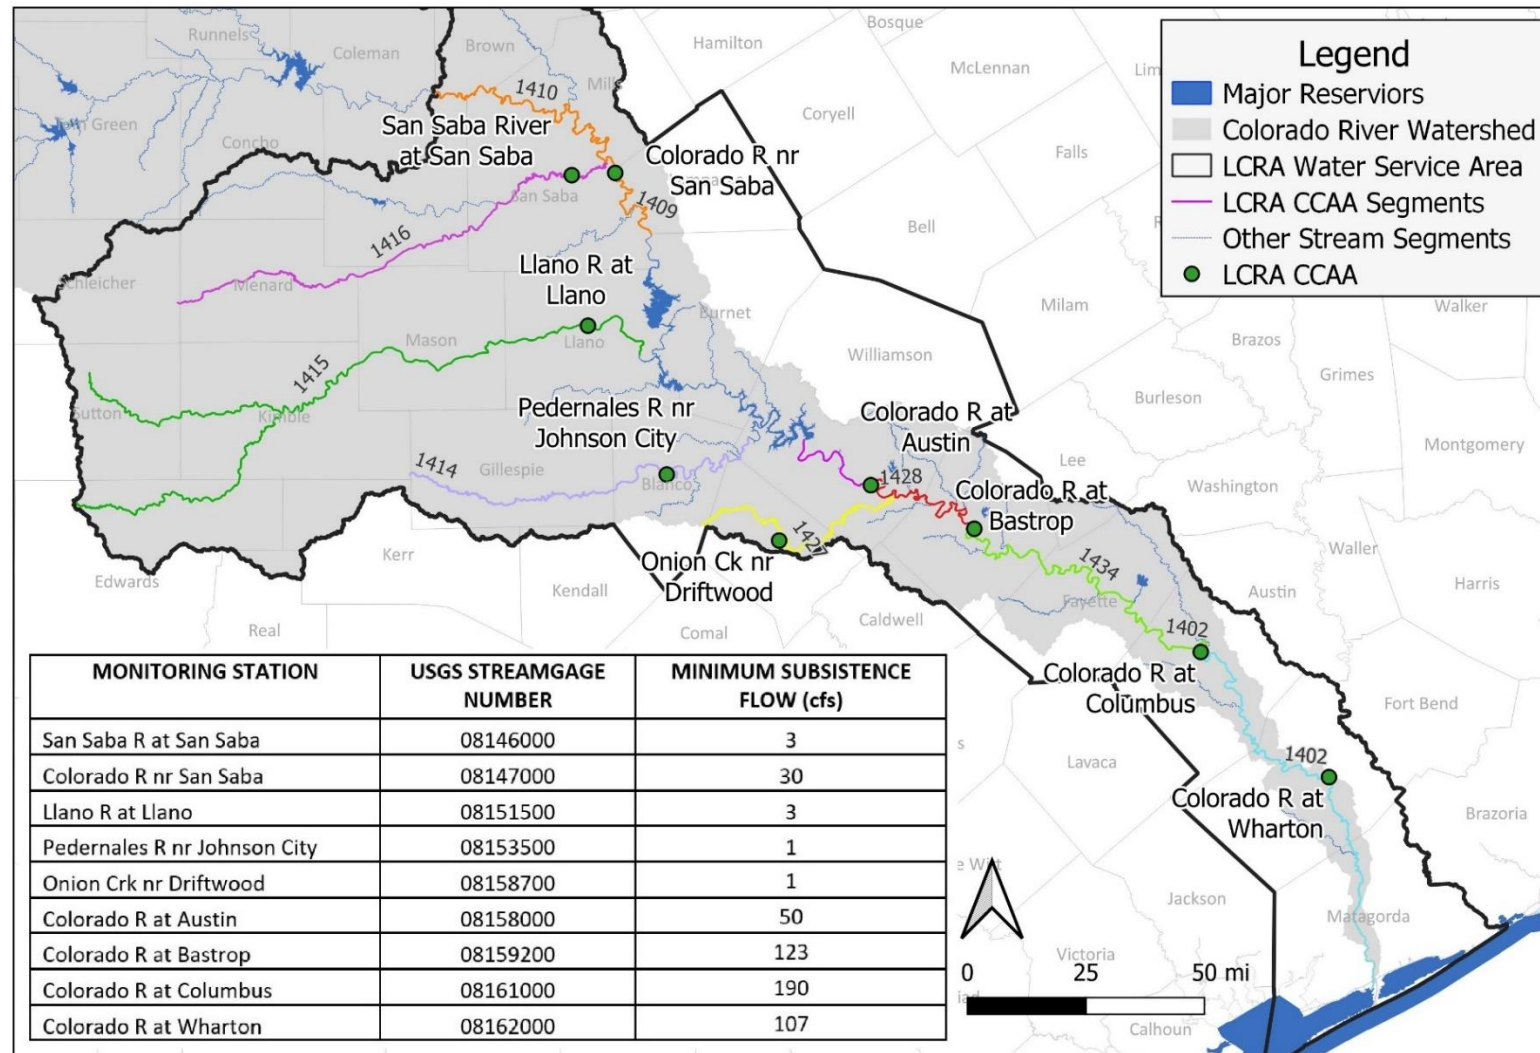 Legend
Major Reserviors
Colorado River Watershed
LCRA Water Service Area
LCRA CCAA Segments
Other Stream Segments
LCRA CCAA
Runnels
Coleman
Brown
Mills
Hamilton
Bosque
McLennan
Coryell
Falls
Concho
1410
San Saba River
at San Saba
Colorado R nr
San Saba
San Saba
1409
1416
Bell
Llano R at
Llano
Menard
Milam
Walker
Burnet
Mason
Llano
Williamson
Brazos
Grimes
1415
Sutton
Kimble
Burleson
Pedernales R nr
Johnson City
Colorado R at
Austin
Montgomery
1414
Gillespie
Blanco
1428
Lee
Washington
Colorado R at
Bastrop
1427
Kerr
Edwards
Onion Ck nr
Driftwood
Kendall
1434
Fayette
Waller
Harris
Austin
Real
Comal
Caldwell
1402
Colorado R at
Columbus
Fort Bend
Lavaca
1402
Colorado R at
Wharton
Brazoria
Jackson
Matagorda
Victoria
Calhoun
0 25 50 mi
MONITORING STATION USGS STREAMGAGE NUMBER MINIMUM SUBSISTENCE FLOW (cfs)
San Saba R at San Saba 08146000 3
Colorado R nr San Saba 08147000 30
Llano R at Llano 08151500 3
Pedernales R nr Johnson City 08153500 1
Onion Crk nr Driftwood 08158700 1
Colorado R at Austin 08158000 50
Colorado R at Bastrop 08159200 123
Colorado R at Columbus 08161000 190
Colorado R at Wharton 08162000 107